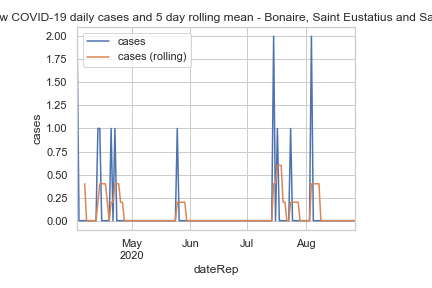 w COVID-19 daily cases and 5 day rolling mean - Bonaire, Saint Eustatius and Sa
cases
cases (rolling)
2.00
1.75
1.50
1.25
1.00
0.75
0.50
0.25
0.00
cases
May
2020
Jun
Jul
Aug
dateRep